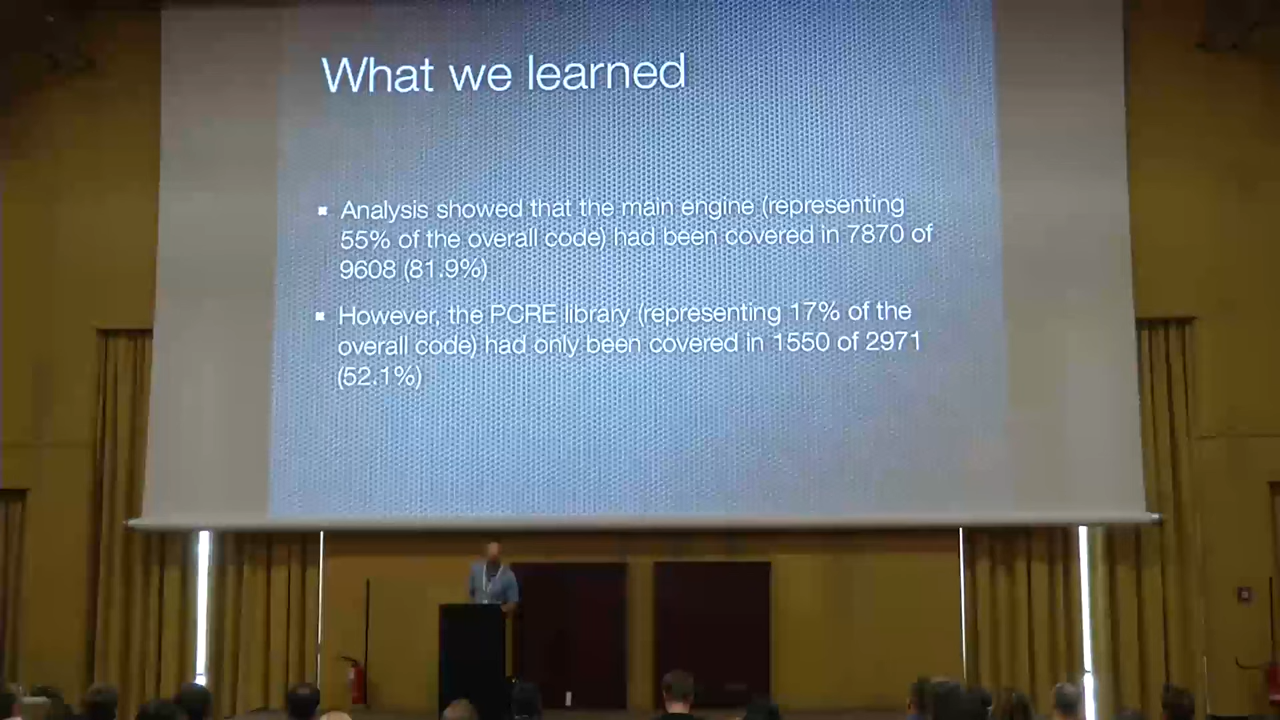 What we learned
Analysis showed that the main engine (representing
55% of the overall code) had been covered in 7870 of
9608 (81.9%)
However, the PCRE library (representing 17% of the
overall code) had only been covered in 1550 of 2971
(52.1%)